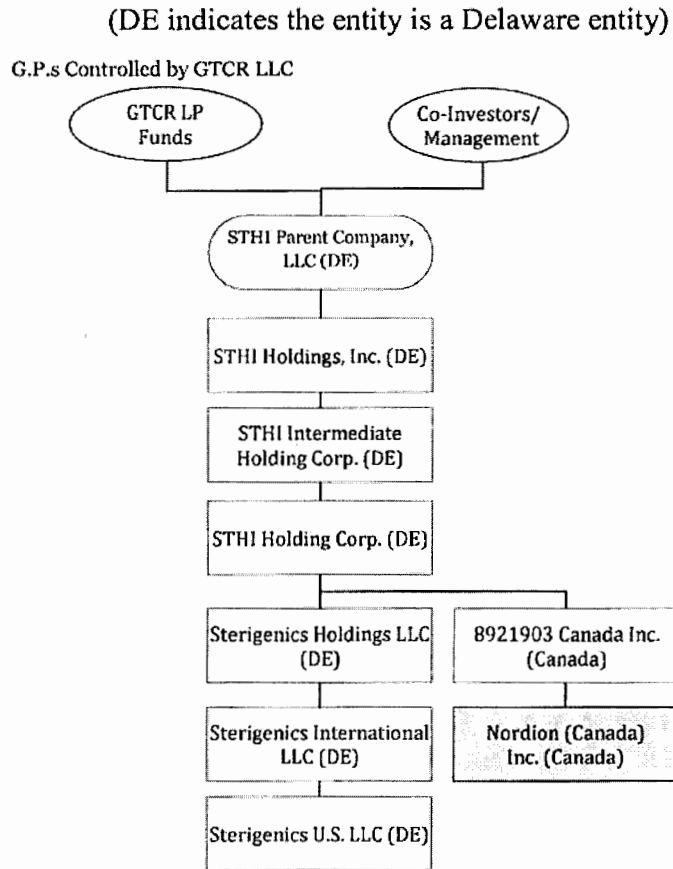 (DE indicates the entity is a Delaware entity)
G.P.s Controlled by GTCR LLC
GTCR LP
Funds
Co-Investors/
Management
STHI Parent Company,
LLC (DE)
STHI Holdings, Inc. (DE)
STHI Intermediate
Holding Corp. (DE)
STHI Holding Corp. (DE)
Sterigenics Holdings LLC
(DE)
8921903 Canada Inc.
(Canada)
Sterigenics International
LLC (DE)
Nordion (Canada)
Inc. (Canada)
Sterigenics U.S. LLC (DE)